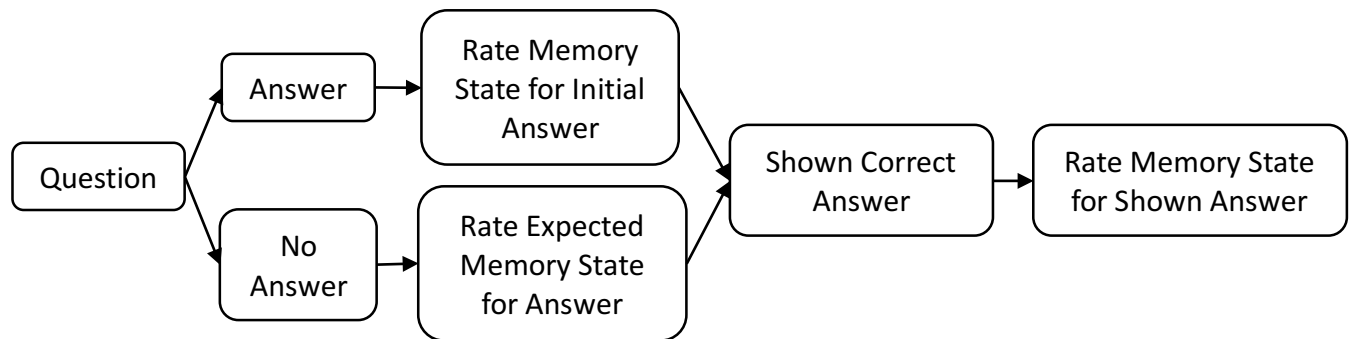 Question
Answer
Rate Memory
State for Initial
Answer
No
Answer
Rate Expected
Memory State
for Answer
Shown Correct
Answer
Rate Memory State
for Shown Answer